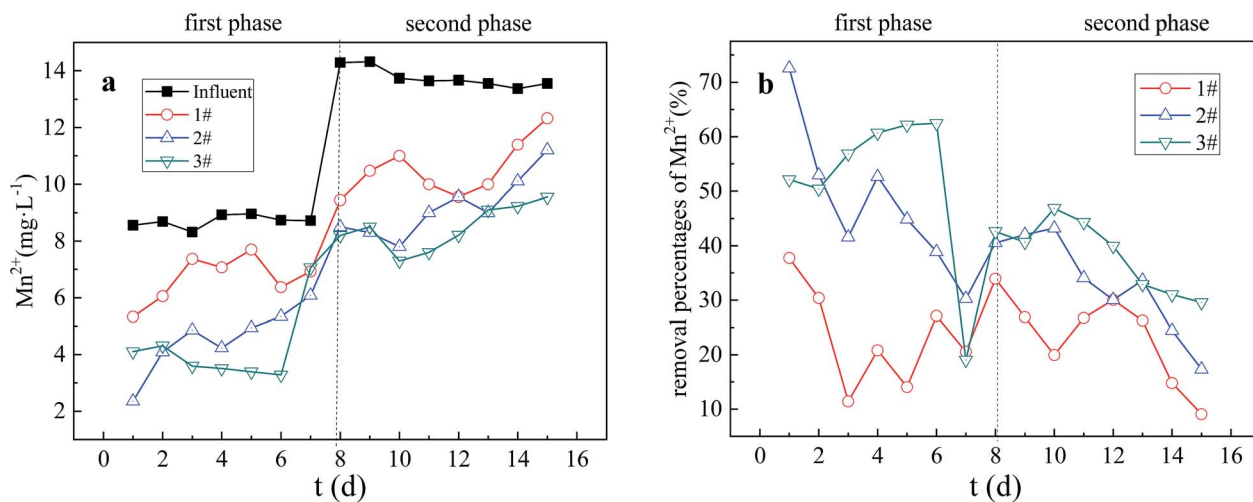 first phase
second phase
a
Influent
1#
2#
3#
Mn²⁺(mg·L⁻¹)
14
12
10
8
6
4
2
0 2 4 6 8 10 12 14 16
t (d)
first phase
second phase
b
1#
2#
3#
removal percentages of Mn²⁺(%)
70
60
50
40
30
20
10
0 2 4 6 8 10 12 14 16
t (d)